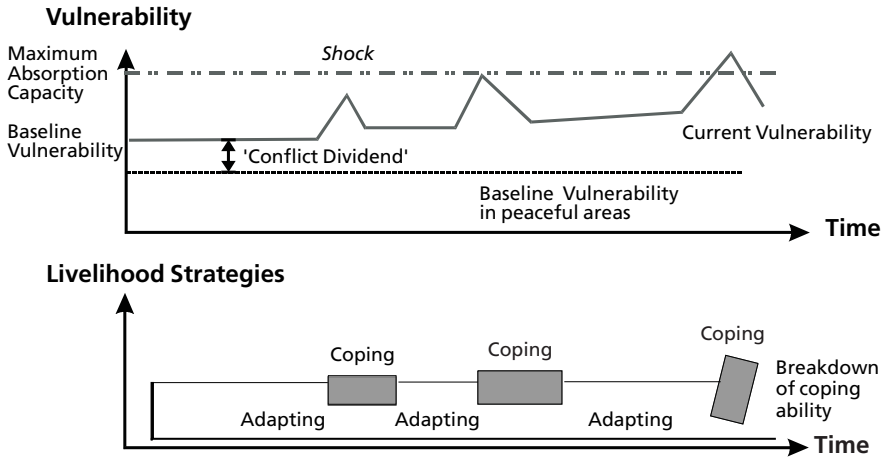 Vulnerability
Maximum
Absorption
Capacity
Shock
Baseline
Vulnerability
Current Vulnerability
'Conflict Dividend'
Baseline Vulnerability
in peaceful areas
Time
Livelihood Strategies
Coping
Coping
Coping
Breakdown
of coping
ability
Adapting
Adapting
Adapting
Time